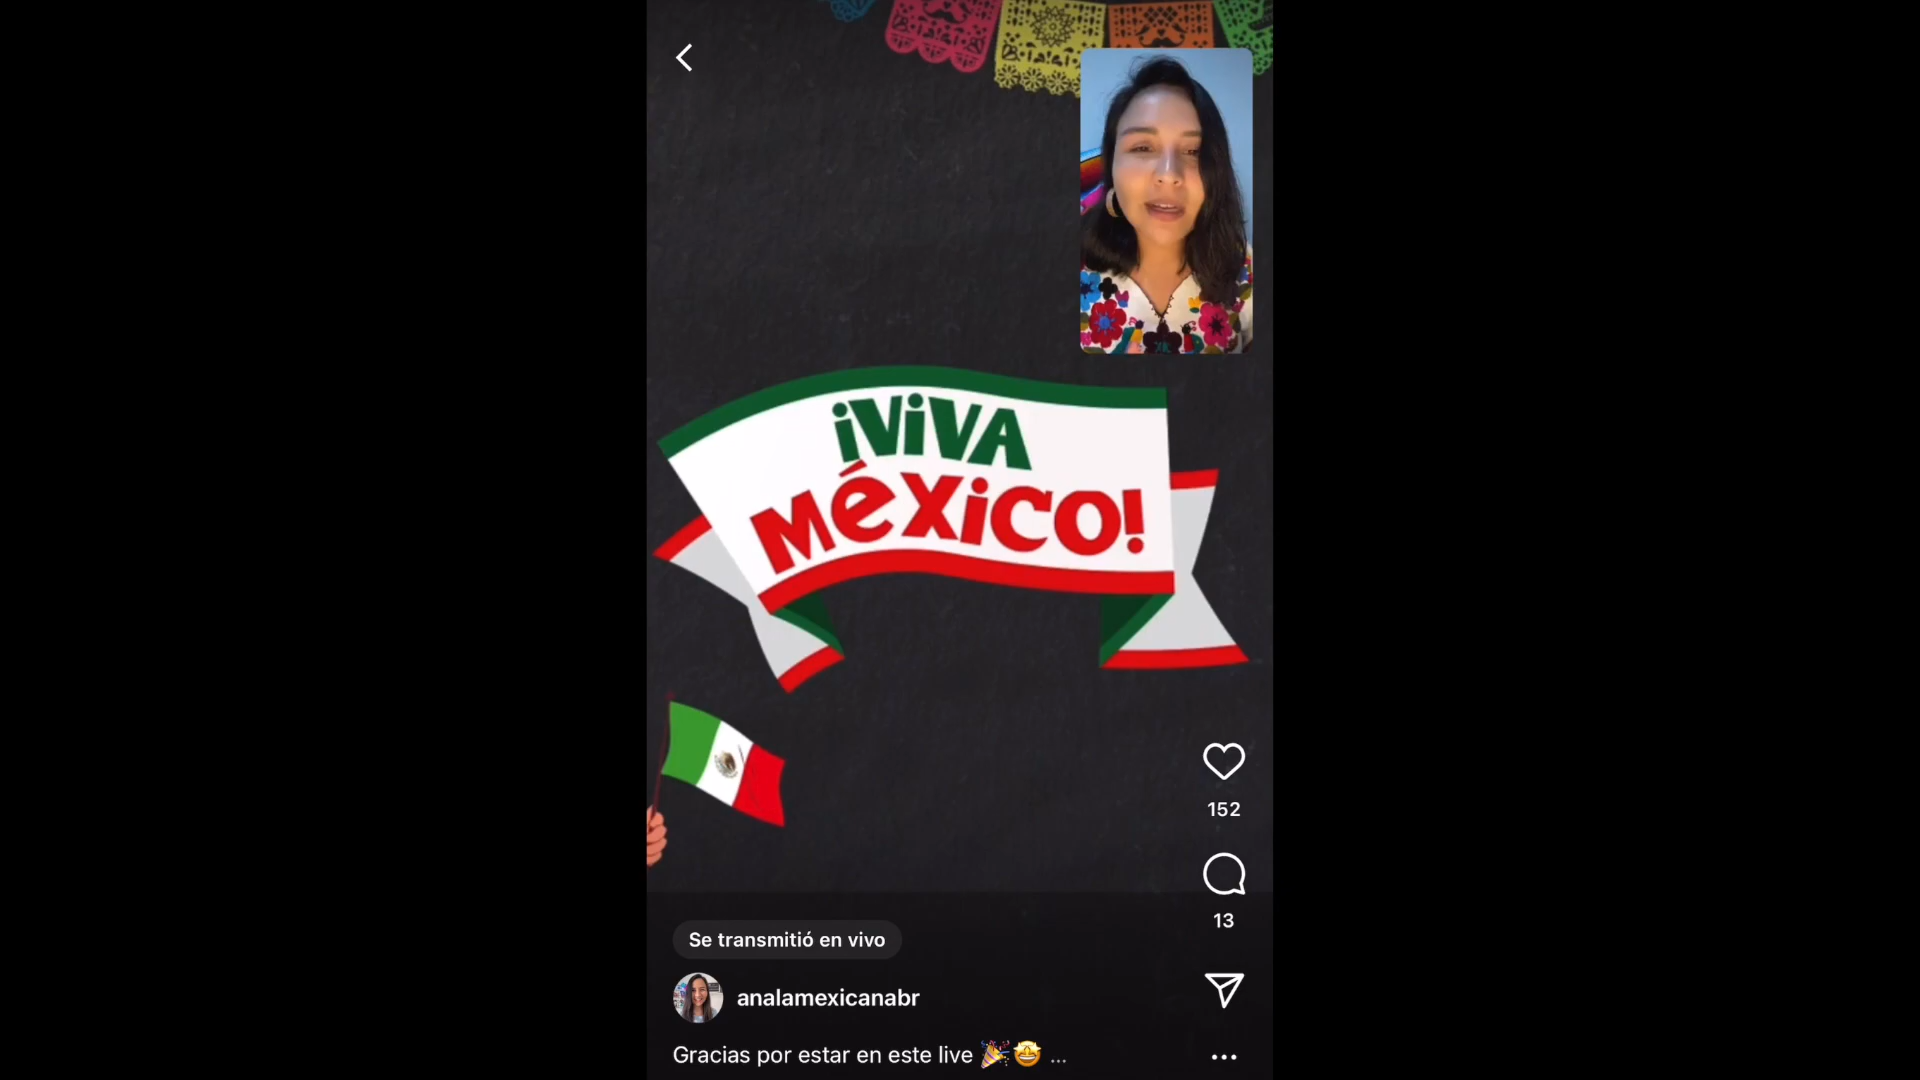 ¡VIVA
MÉXICO!
152
13
Se transmitió en vivo
analamexicanabr
Gracias por estar en este live 🎉🤩 ...